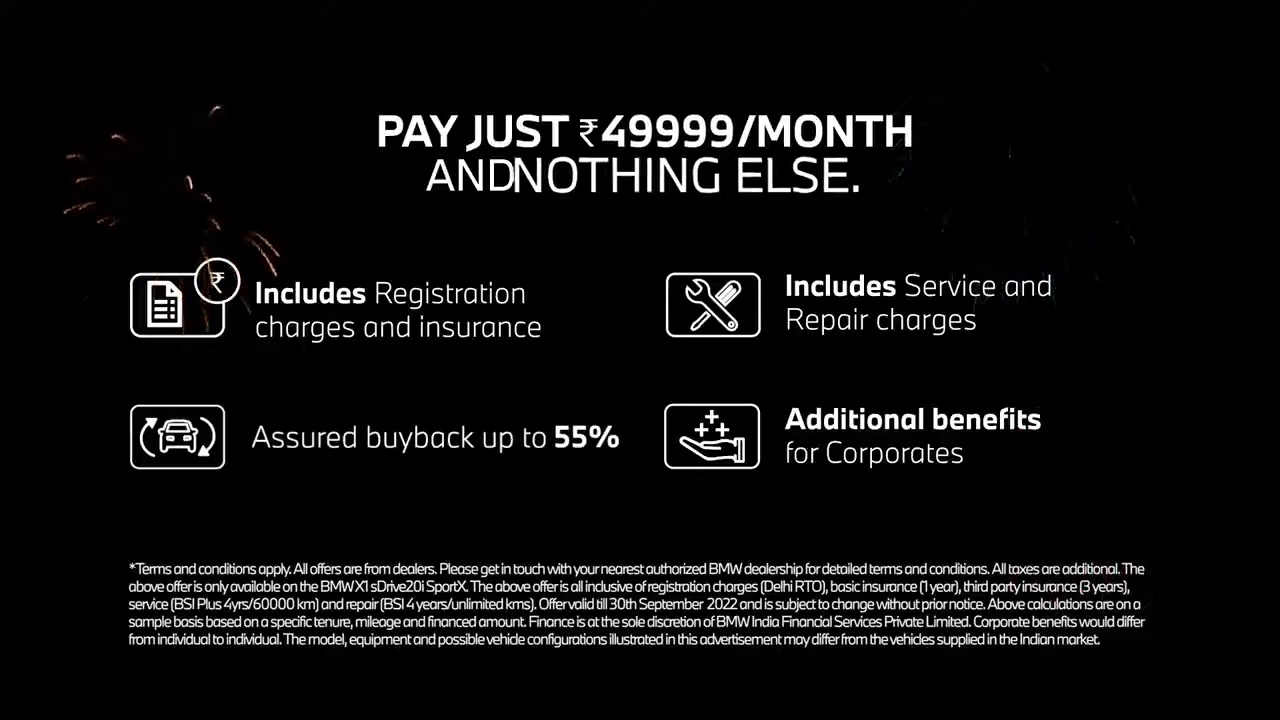 PAY JUST ₹49999/MONTH
ANDNOTHING ELSE.
₹
Includes Registration
charges and insurance
Includes Service and
Repair charges
Assured buyback up to 55%
Additional benefits
for Corporates
*Terms and conditions apply. All offers are from dealers. Please get in touch with your nearest authorized BMW dealership for detailed terms and conditions. All taxes are additional. The
above offer is only available on the BMW X1 sDrive20i SportX. The above offer is all inclusive of registration charges (Delhi RTO), basic insurance (1 year), third party insurance (3 years),
service (BSI Plus 4yrs/60000 km) and repair (BSI 4 years/unlimited kms). Offer valid till 30th September 2022 and is subject to change without prior notice. Above calculations are on a
sample basis based on a specific tenure, mileage and financed amount. Finance is at the sole discretion of BMW India Financial Services Private Limited. Corporate benefits would differ
from individual to individual. The model, equipment and possible vehicle configurations illustrated in this advertisement may differ from the vehicles supplied in the Indian market.